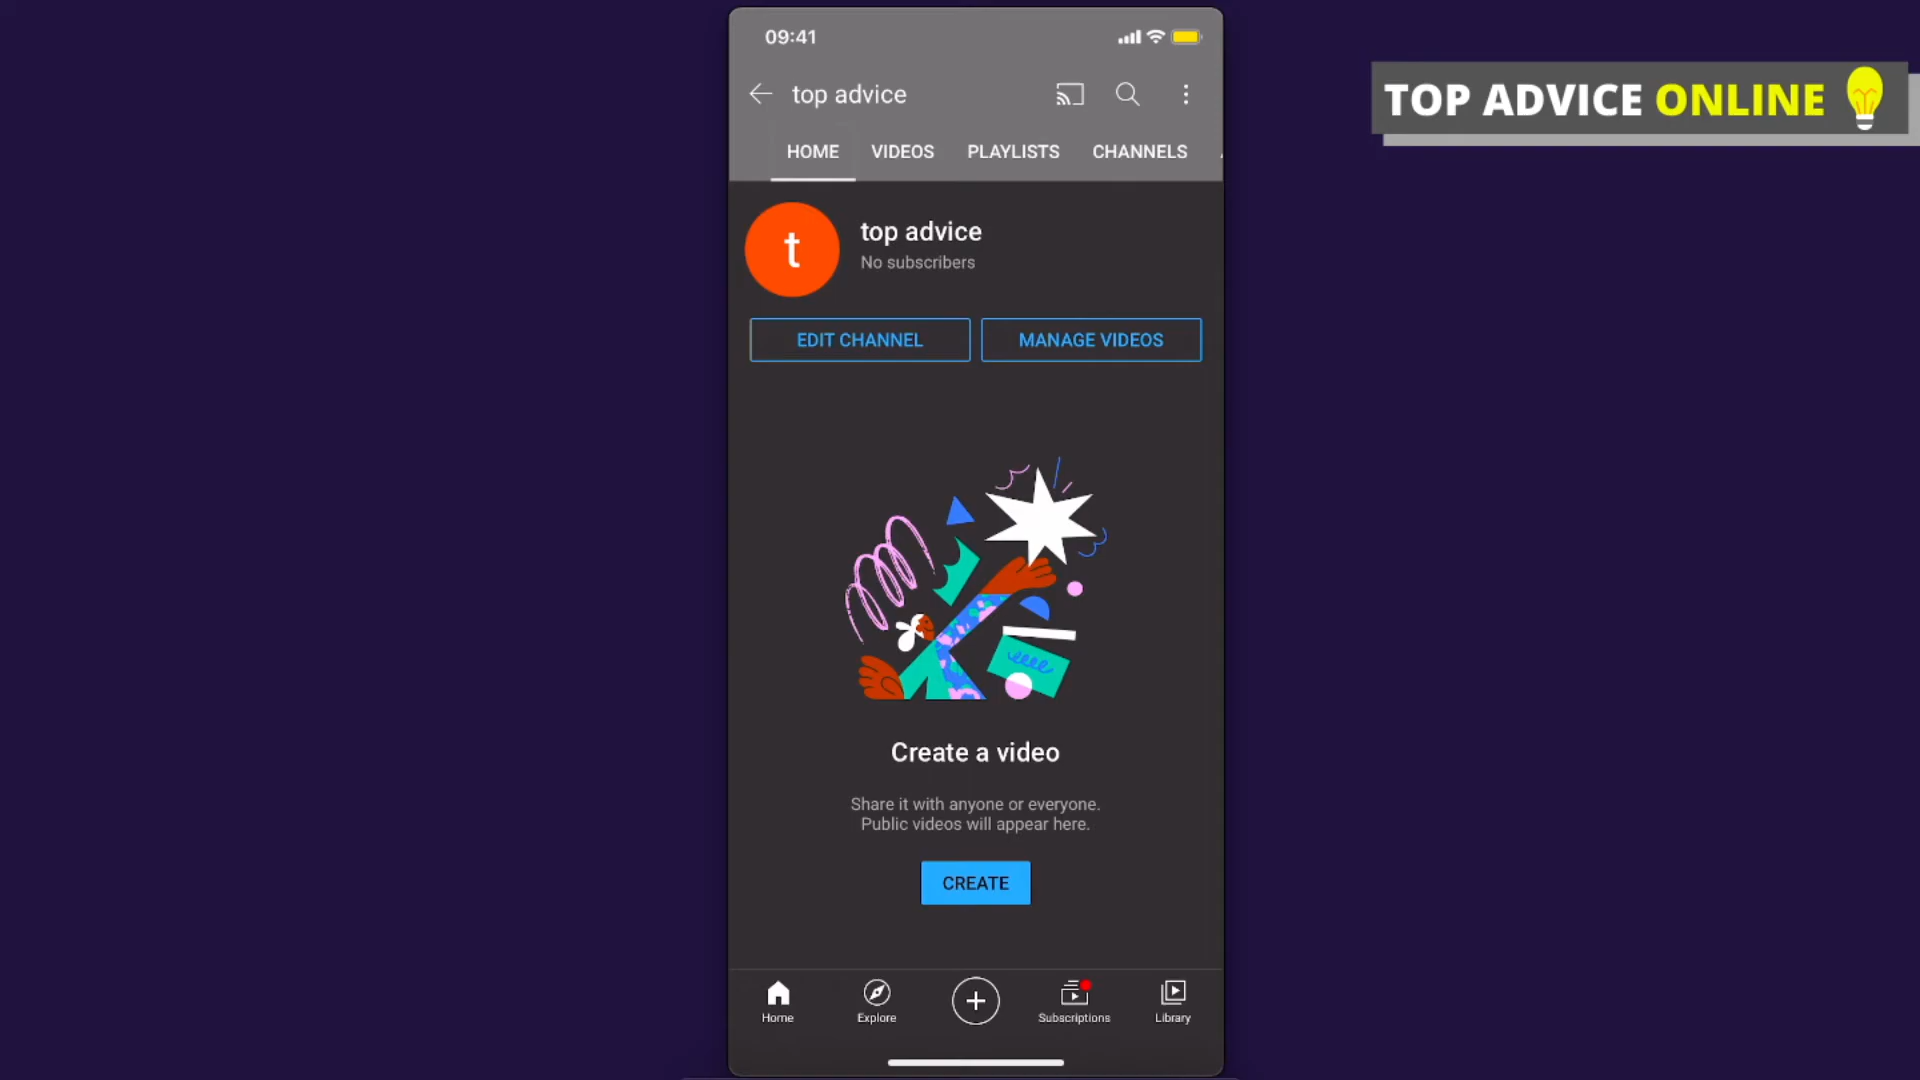 09:41
top advice
TOP ADVICE ONLINE
HOME VIDEOS PLAYLISTS CHANNELS
top advice
No subscribers
EDIT CHANNEL MANAGE VIDEOS
Create a video
Share it with anyone or everyone.
Public videos will appear here.
CREATE
Home Explore Subscriptions Library